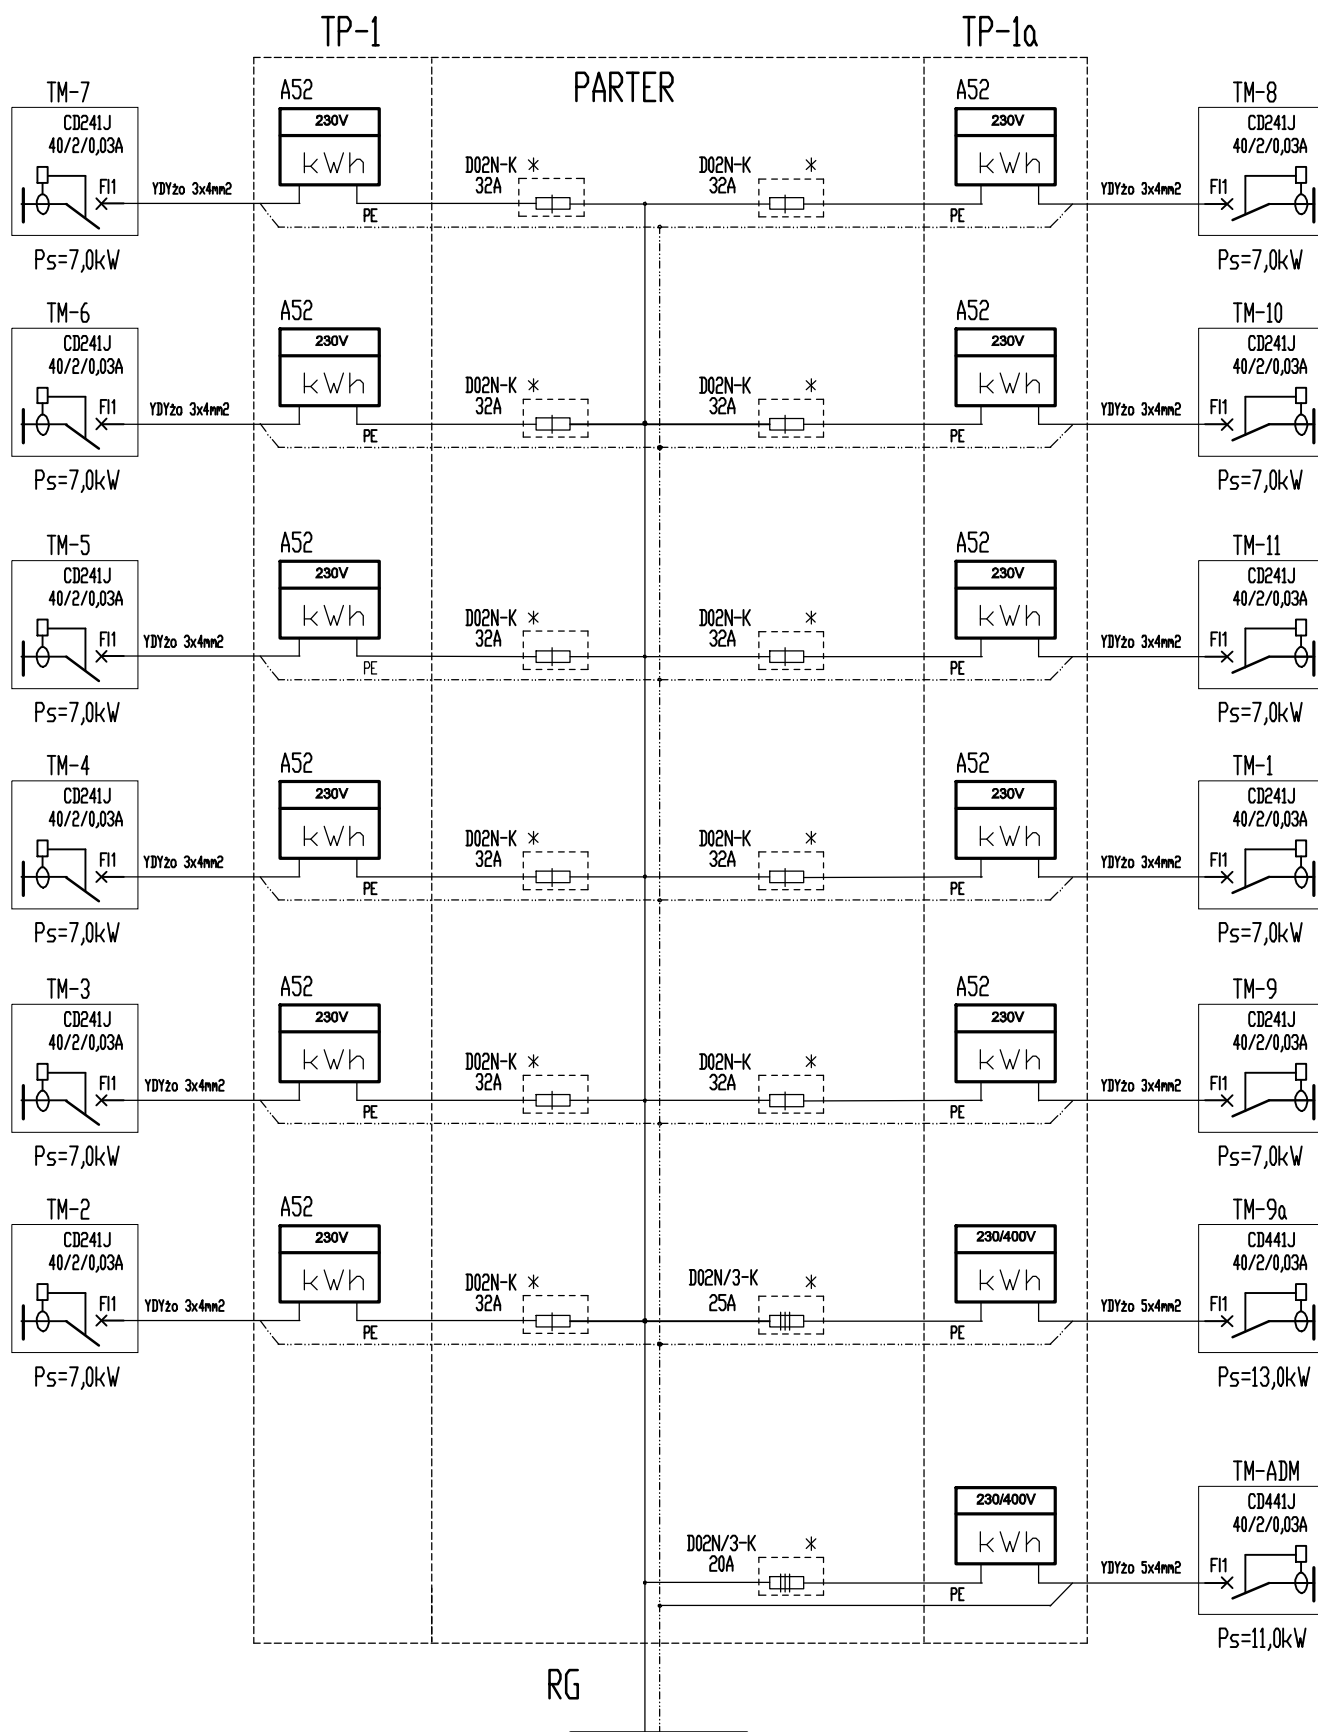 TP-1
TP-1a
PARTER
TM-7
CD241J
40/2/0,03A
FI1
Ps=7,0kW
YDYżo 3x4mm2
A52
230V
kWh
PE
D02N-K *
32A
D02N-K *
32A
A52
230V
kWh
PE
YDYżo 3x4mm2
TM-8
CD241J
40/2/0,03A
FI1
Ps=7,0kW
TM-6
CD241J
40/2/0,03A
FI1
Ps=7,0kW
YDYżo 3x4mm2
A52
230V
kWh
PE
D02N-K *
32A
D02N-K *
32A
A52
230V
kWh
PE
YDYżo 3x4mm2
TM-10
CD241J
40/2/0,03A
FI1
Ps=7,0kW
TM-5
CD241J
40/2/0,03A
FI1
Ps=7,0kW
YDYżo 3x4mm2
A52
230V
kWh
PE
D02N-K *
32A
D02N-K *
32A
A52
230V
kWh
PE
YDYżo 3x4mm2
TM-11
CD241J
40/2/0,03A
FI1
Ps=7,0kW
TM-4
CD241J
40/2/0,03A
FI1
Ps=7,0kW
YDYżo 3x4mm2
A52
230V
kWh
PE
D02N-K *
32A
D02N-K *
32A
A52
230V
kWh
PE
YDYżo 3x4mm2
TM-1
CD241J
40/2/0,03A
FI1
Ps=7,0kW
TM-3
CD241J
40/2/0,03A
FI1
Ps=7,0kW
YDYżo 3x4mm2
A52
230V
kWh
PE
D02N-K *
32A
D02N-K *
32A
A52
230V
kWh
PE
YDYżo 3x4mm2
TM-9
CD241J
40/2/0,03A
FI1
Ps=7,0kW
TM-2
CD241J
40/2/0,03A
FI1
Ps=7,0kW
YDYżo 3x4mm2
A52
230V
kWh
PE
D02N-K *
32A
D02N/3-K *
25A
230/400V
kWh
PE
YDYżo 5x4mm2
TM-9a
CD441J
40/2/0,03A
FI1
Ps=13,0kW
D02N/3-K *
20A
230/400V
kWh
PE
YDYżo 5x4mm2
TM-ADM
CD441J
40/2/0,03A
FI1
Ps=11,0kW
RG